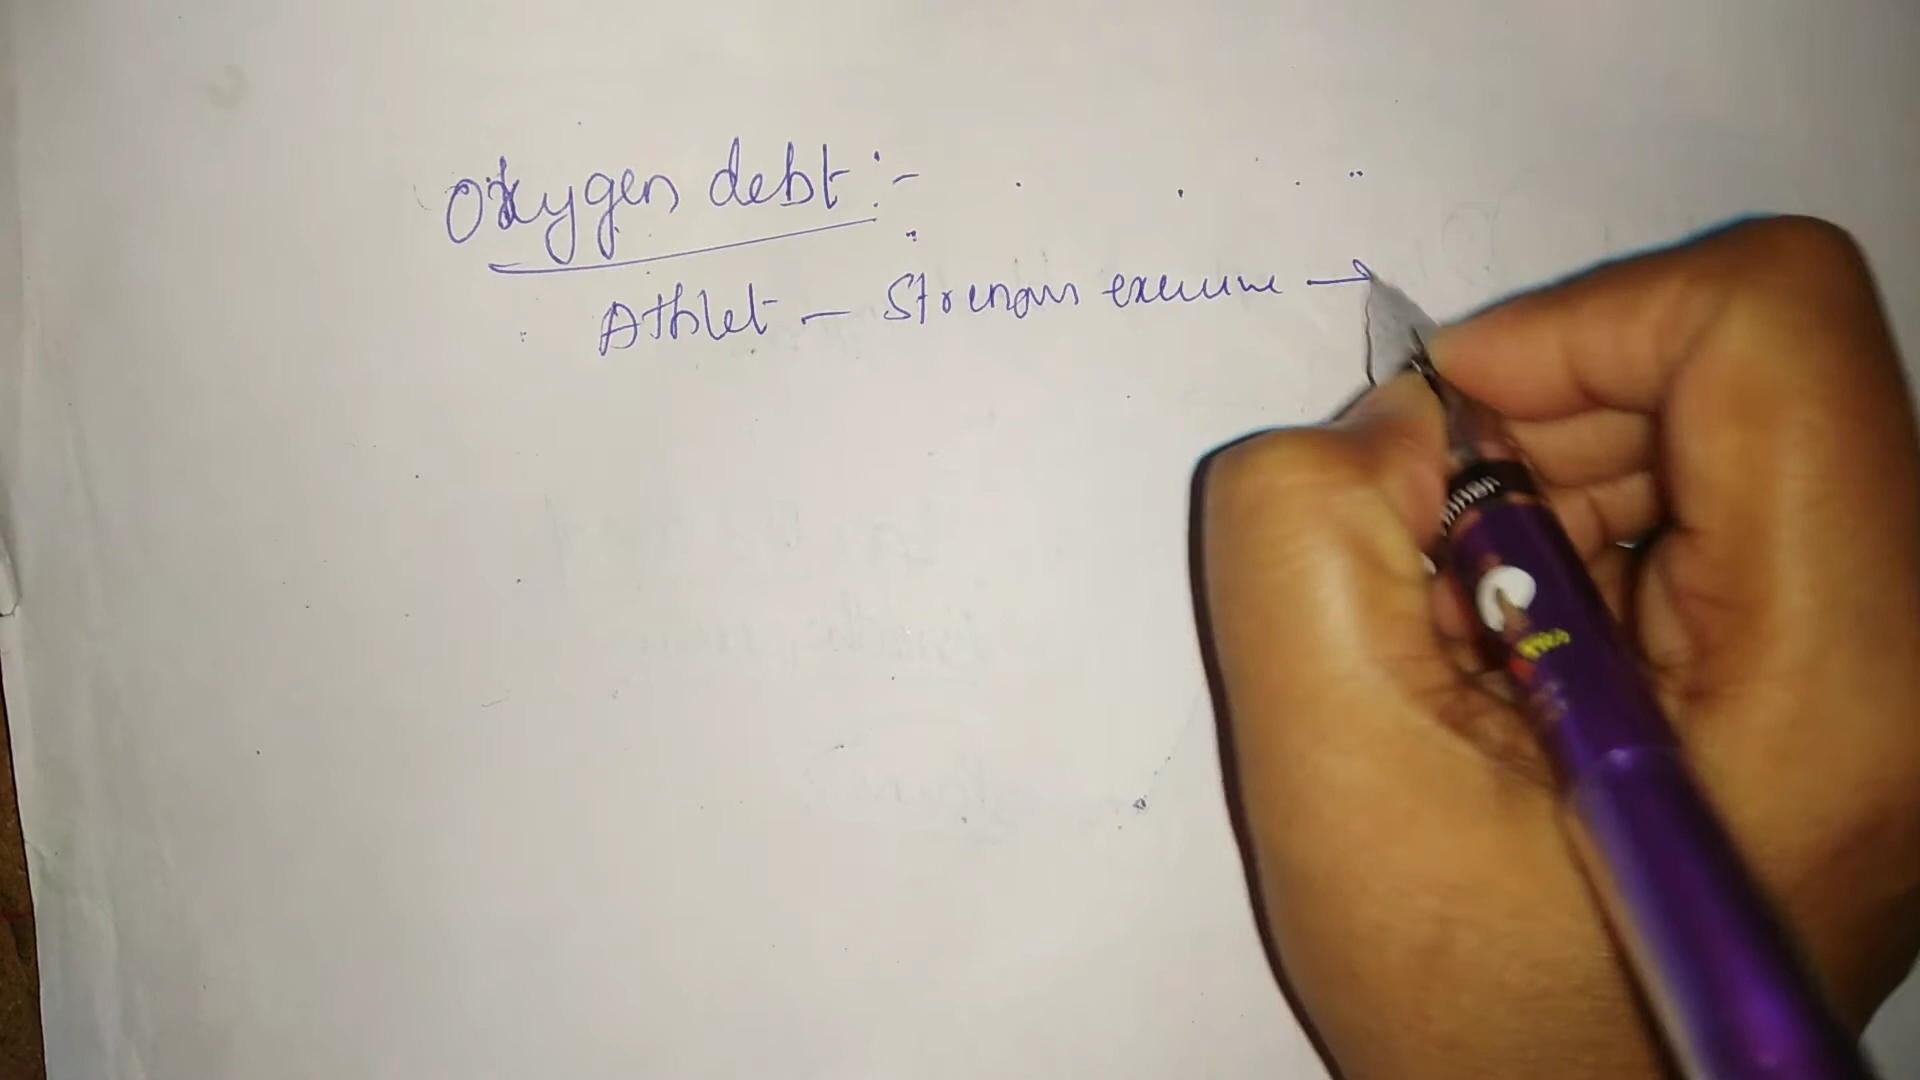 Oxygen debt :-
Athlet — Strenous exercise →